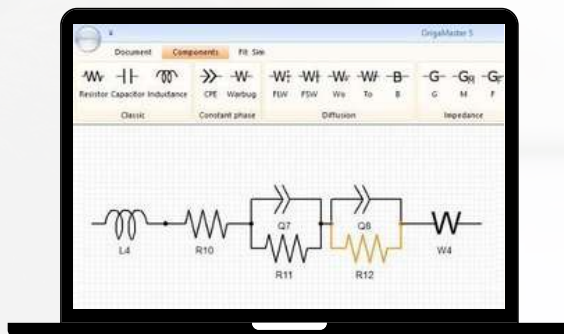 OrigaMaster 5
Document Components Fit Sim
Resistor Capacitor Inductance CPE Warbug FLW FSW Wo To B G M F
Classic Constant phase Diffusion Impedance
L4 R10 Q7 R11 Q8 R12 W4